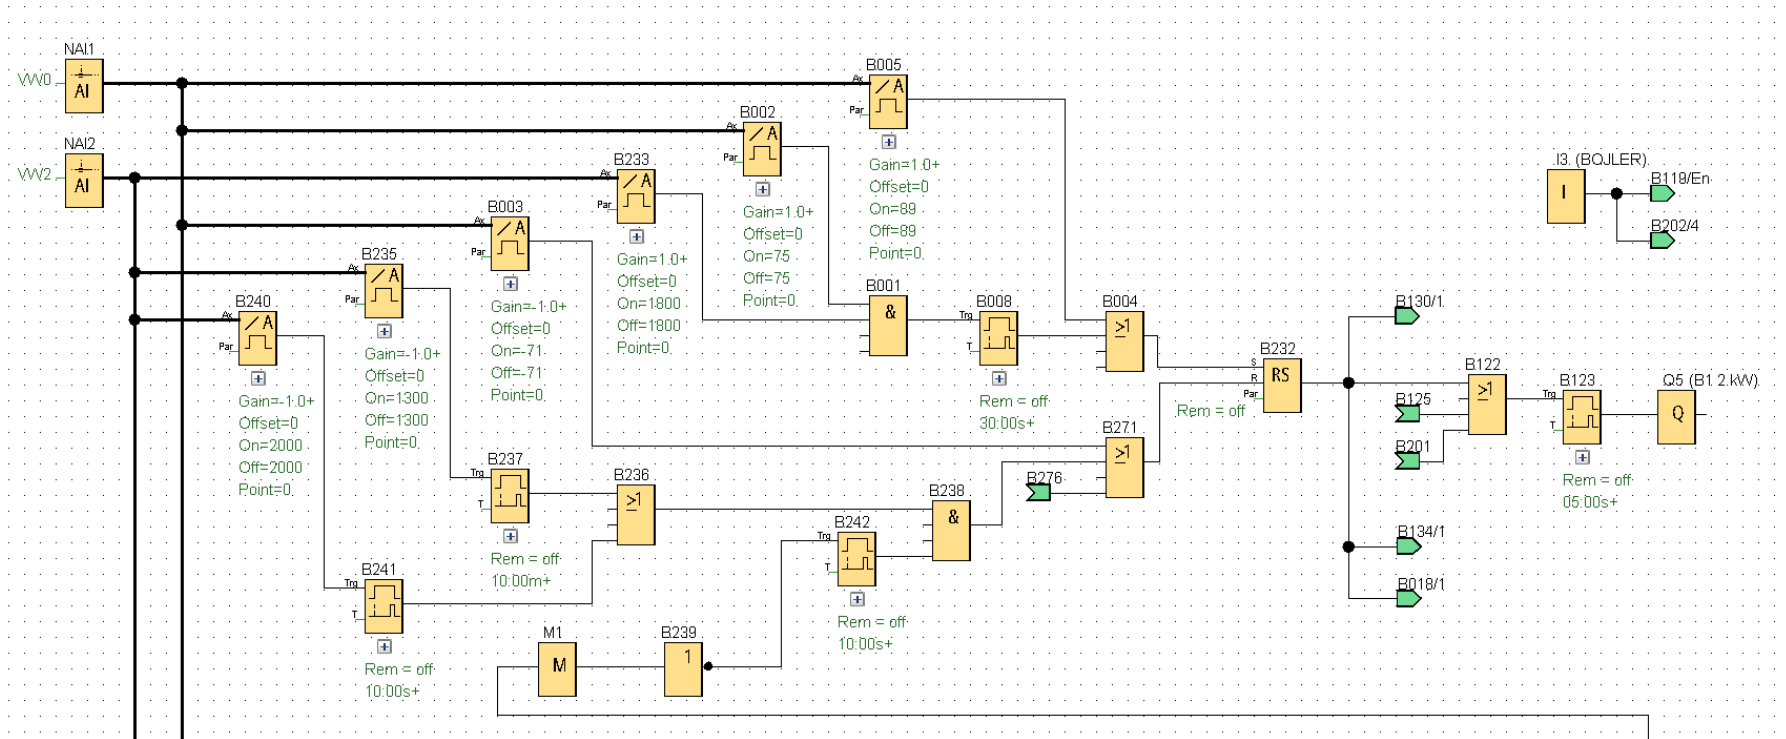 NAI1
VW0
AI
NAI2
VW2
AI
B005
Ax
/A
Par
Gain=1.0+
Offset=0
On=89
Off=89
Point=0
B002
Ax
/A
Par
Gain=1.0+
Offset=0
On=75
Off=75
Point=0
B233
Ax
/A
Par
Gain=1.0+
Offset=0
On=1800
Off=1800
Point=0
B003
Ax
/A
Par
Gain=-1.0+
Offset=0
On=-71
Off=-71
Point=0
B235
Ax
/A
Par
Gain=-1.0+
Offset=0
On=1300
Off=1300
Point=0
B240
Ax
/A
Par
Gain=-1.0+
Offset=0
On=2000
Off=2000
Point=0
I3 (BOJLER)
I
B119/En
B202/4
B001
&
B008
Trg
T
Rem = off
30:00s+
B004
≥1
B232
S
R
Par
RS
Rem = off
B130/1
B122
≥1
B125
B201
B123
Trg
T
Rem = off
05:00s+
Q5 (B1 2 kW)
Q
B134/1
B018/1
B271
≥1
B276
B237
Trg
T
Rem = off
10:00m+
B236
≥1
B238
&
B242
Trg
T
Rem = off
10:00s+
B241
Trg
T
Rem = off
10:00s+
M1
M
B239
1